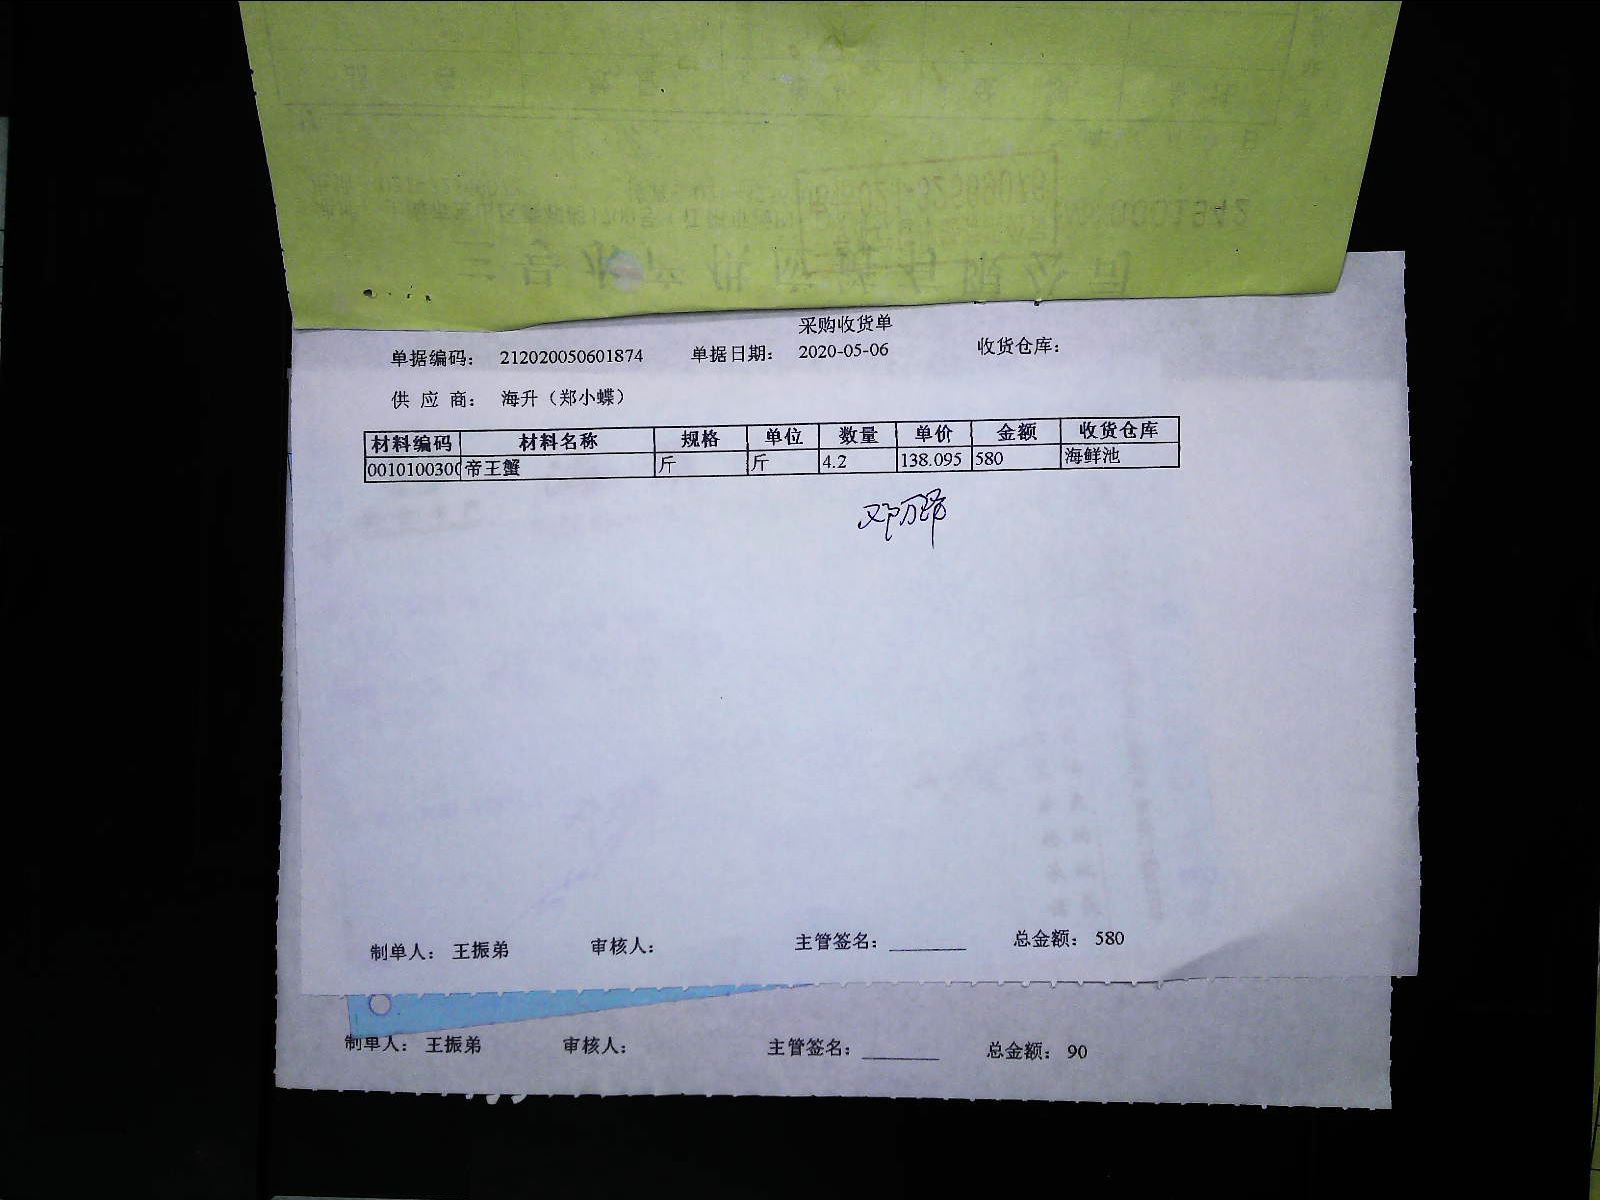 采购收货单
单据编码： 212020050601874 单据日期： 2020-05-06 收货仓库：
供 应 商： 海升（郑小蝶）
材料编码 材料名称 规格 单位 数量 单价 金额 收货仓库
0010100300 帝王蟹 斤 斤 4.2 138.095 580 海鲜池
制单人： 王振弟 审核人： 主管签名：________ 总金额： 580
制单人： 王振弟 审核人： 主管签名：________ 总金额： 90